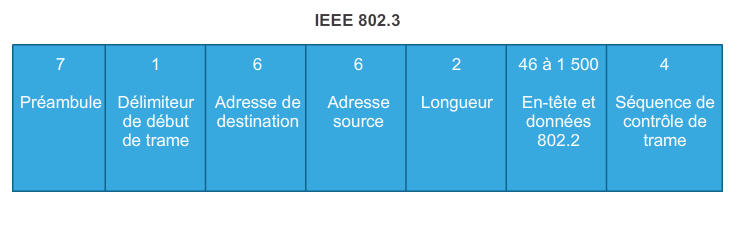 IEEE 802.3
7
Préambule
1
Délimiteur
de début
de trame
6
Adresse de
destination
6
Adresse
source
2
Longueur
46 à 1 500
En-tête et
données
802.2
4
Séquence de
contrôle de
trame